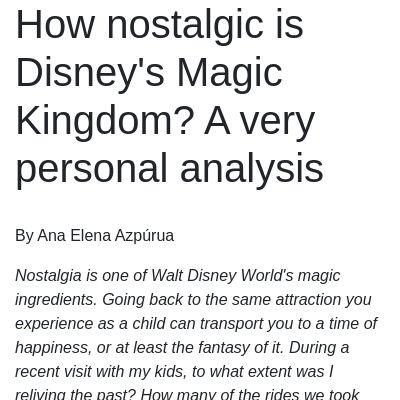 How nostalgic is
Disney's Magic
Kingdom? A very
personal analysis
By Ana Elena Azpúrua
Nostalgia is one of Walt Disney World's magic
ingredients. Going back to the same attraction you
experience as a child can transport you to a time of
happiness, or at least the fantasy of it. During a
recent visit with my kids, to what extent was I
reliving the past? How many of the rides we took